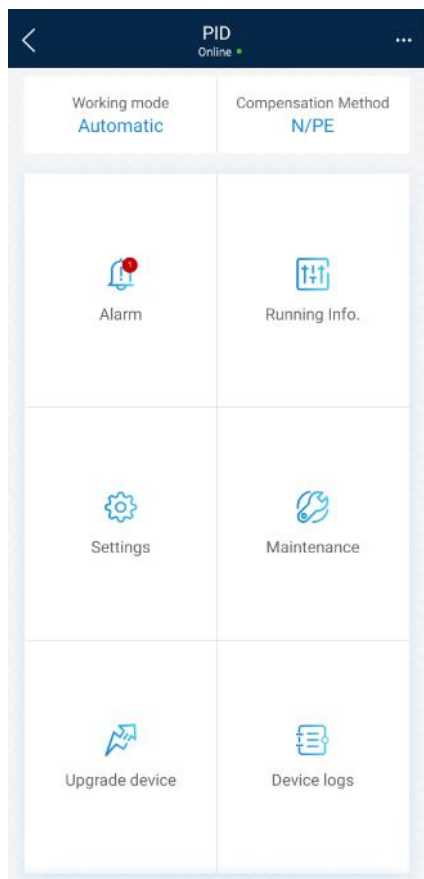 PID
Online
Working mode
Automatic
Compensation Method
N/PE
1
Alarm
Running Info.
Settings
Maintenance
Upgrade device
Device logs